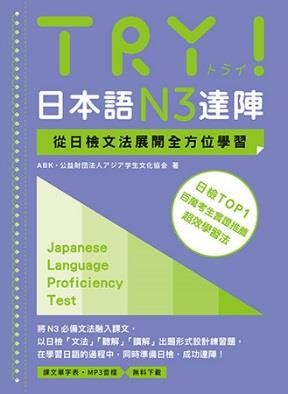 TRY!
トライ
日本語N3達陣
從日檢文法展開全方位學習
ABK・公益財団法人アジア学生文化協会 著
日檢TOP1
百萬考生實證推薦
超效學習法
Japanese
Language
Proficiency
Test
將N3必備文法融入課文，
以日檢「文法」「聽解」「讀解」出題形式設計練習題，
在學習日語的過程中，同時準備日檢，成功達陣！
課文單字表・MP3音檔
無料下載